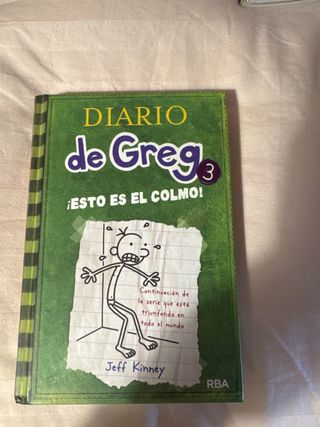 DIARIO
de Greg 3
¡ESTO ES EL COLMO!
Continuación de
la serie que está
triunfando en
todo el mundo
Jeff Kinney
RBA